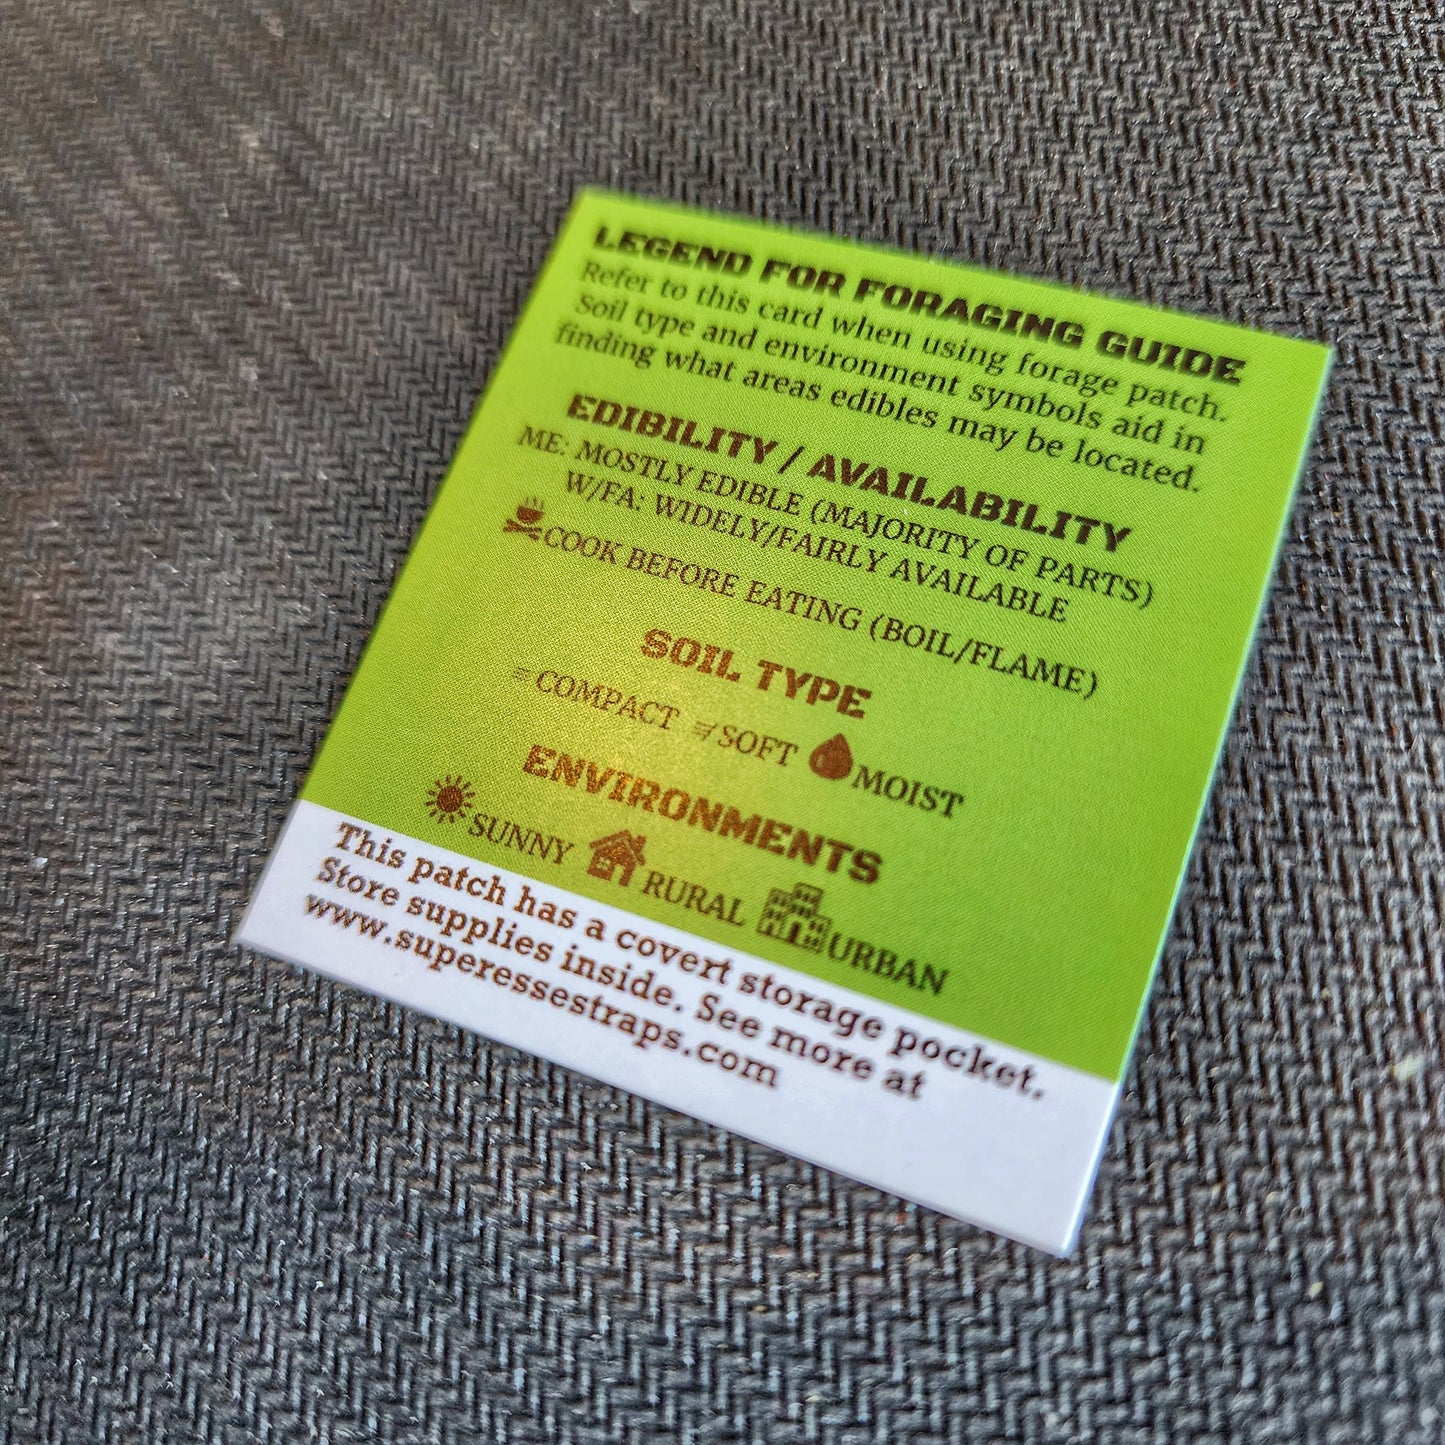 LEGEND FOR FORAGING GUIDE
Refer to this card when using forage patch.
Soil type and environment symbols aid in
finding what areas edibles may be located.
EDIBILITY / AVAILABILITY
ME: MOSTLY EDIBLE (MAJORITY OF PARTS)
W/FA: WIDELY/FAIRLY AVAILABLE
COOK BEFORE EATING (BOIL/FLAME)
SOIL TYPE
COMPACT SOFT MOIST
ENVIRONMENTS
SUNNY RURAL URBAN
This patch has a covert storage pocket.
Store supplies inside. See more at
www.superessestraps.com